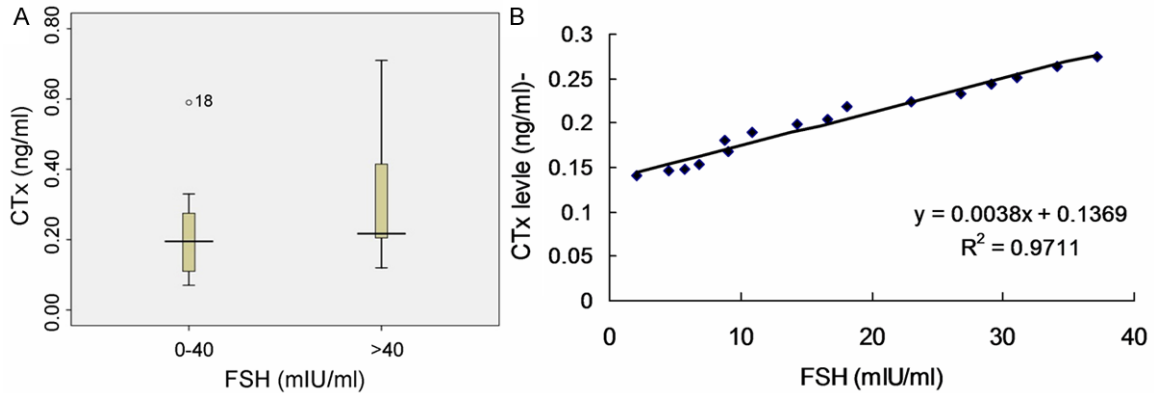 A
0.80
0.60
0.40
0.20
0.00
CTx (ng/ml)
18
0-40
>40
FSH (mIU/ml)
B
0.3
0.25
0.2
0.15
0.1
0.05
0
CTx levle (ng/ml)-
y = 0.0038x + 0.1369
R² = 0.9711
0 10 20 30 40
FSH (mIU/ml)